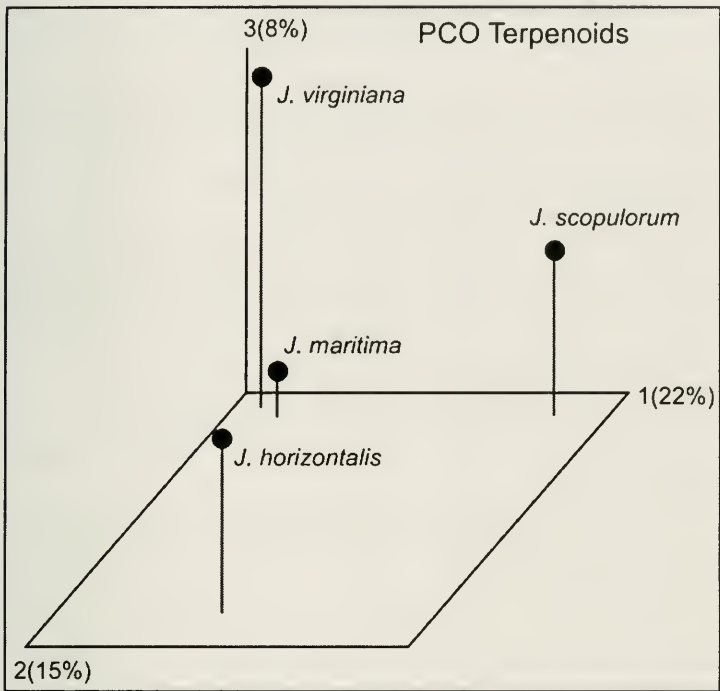 3(8%)
PCO Terpenoids
J. virginiana
J. scopulorum
J. maritima
1(22%)
J. horizontalis
2(15%)